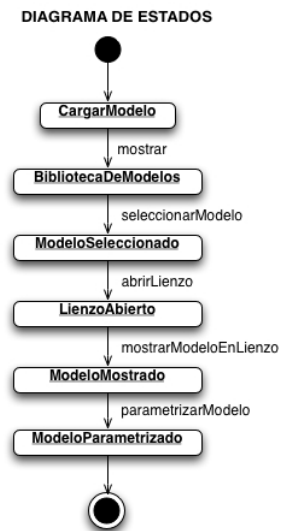 DIAGRAMA DE ESTADOS
CargarModelo
mostrar
BibliotecaDeModelos
seleccionarModelo
ModeloSeleccionado
abrirLienzo
LienzoAbierto
mostrarModeloEnLienzo
ModeloMostrado
parametrizarModelo
ModeloParametrizado